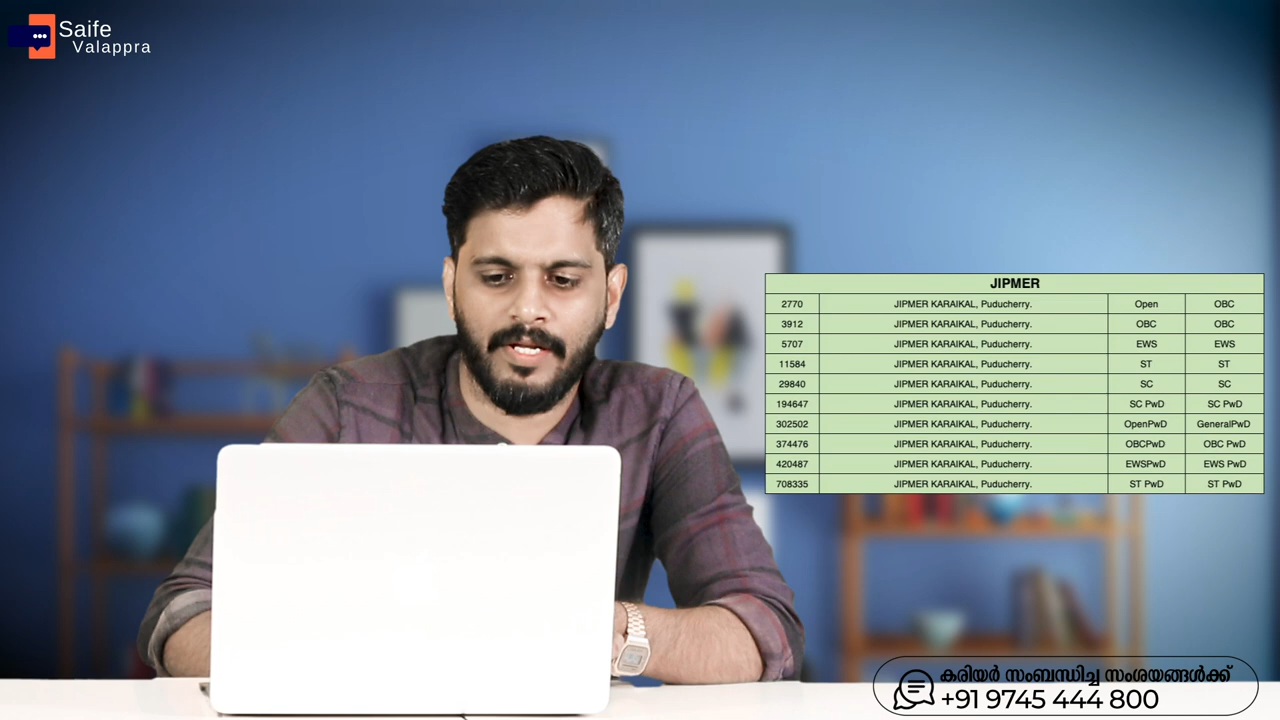 Saife
Valappra
JIPMER
2770 JIPMER KARAIKAL, Puducherry. Open OBC
3912 JIPMER KARAIKAL, Puducherry. OBC OBC
5707 JIPMER KARAIKAL, Puducherry. EWS EWS
11584 JIPMER KARAIKAL, Puducherry. ST ST
29840 JIPMER KARAIKAL, Puducherry. SC SC
194647 JIPMER KARAIKAL, Puducherry. SC PwD SC PwD
302502 JIPMER KARAIKAL, Puducherry. OpenPwD GeneralPwD
374476 JIPMER KARAIKAL, Puducherry. OBCPwD OBC PwD
420487 JIPMER KARAIKAL, Puducherry. EWSPwD EWS PwD
708335 JIPMER KARAIKAL, Puducherry. ST PwD ST PwD
കരിയർ സംബന്ധിച്ച സംശയങ്ങൾക്ക്
+91 9745 444 800